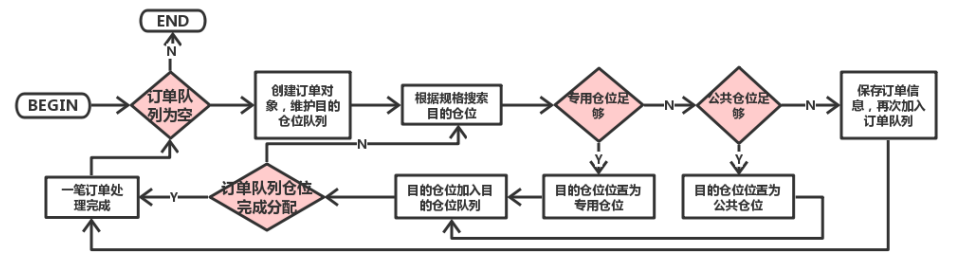 END
N
BEGIN
订单队
列为空
创建订单对
象，维护目的
仓位队列
根据规格搜索
目的仓位
专用仓位足
够
N
公共仓位足
够
N
保存订单信
息，再次加入
订单队列
N
Y
Y
一笔订单处
理完成
Y
订单队列仓位
完成分配
目的仓位加入目
的仓位队列
目的仓位位置为
专用仓位
目的仓位置为
公共仓位